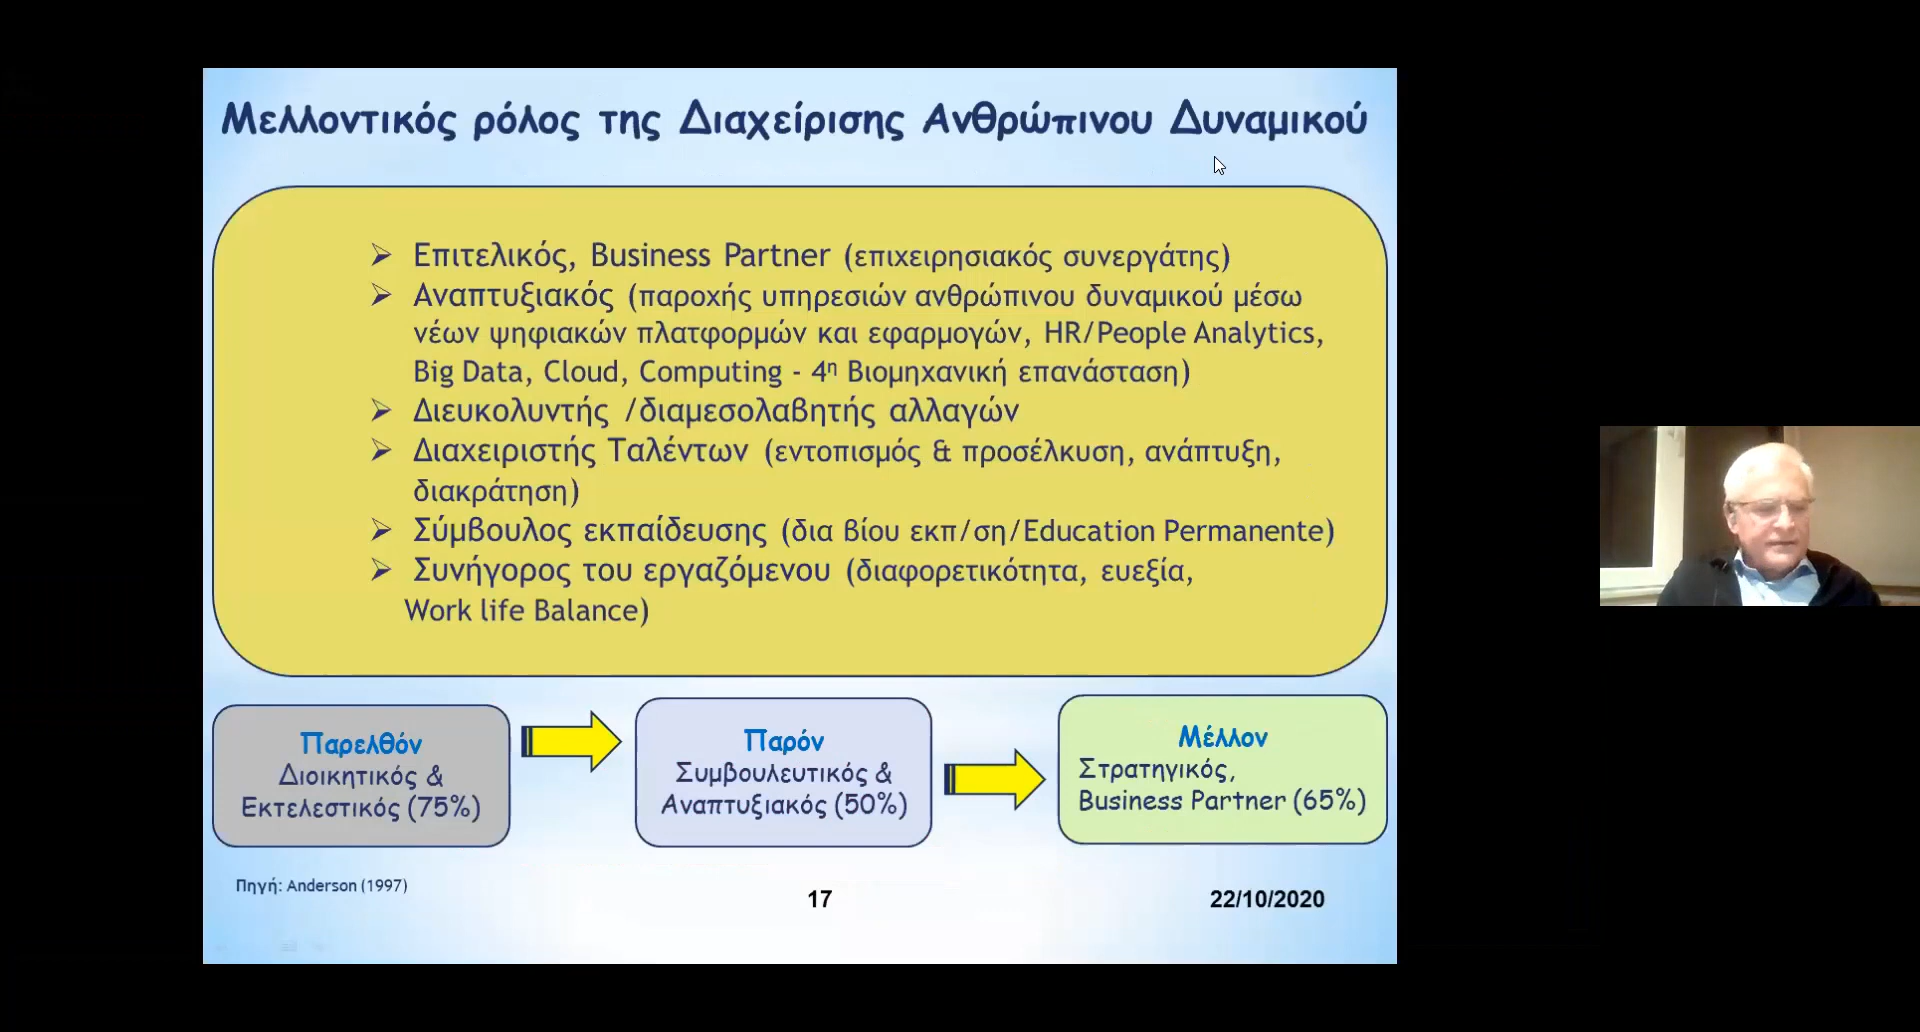 Μελλοντικός ρόλος της Διαχείρισης Ανθρώπινου Δυναμικού
➢ Επιτελικός, Business Partner (επιχειρησιακός συνεργάτης)
➢ Αναπτυξιακός (παροχής υπηρεσιών ανθρώπινου δυναμικού μέσω
νέων ψηφιακών πλατφορμών και εφαρμογών, HR/People Analytics,
Big Data, Cloud, Computing - 4η Βιομηχανική επανάσταση)
➢ Διευκολυντής /διαμεσολαβητής αλλαγών
➢ Διαχειριστής Ταλέντων (εντοπισμός & προσέλκυση, ανάπτυξη,
διακράτηση)
➢ Σύμβουλος εκπαίδευσης (δια βίου εκπ/ση/Education Permanente)
➢ Συνήγορος του εργαζόμενου (διαφορετικότητα, ευεξία,
Work life Balance)
Παρελθόν
Διοικητικός &
Εκτελεστικός (75%)
Παρόν
Συμβουλευτικός &
Αναπτυξιακός (50%)
Μέλλον
Στρατηγικός,
Business Partner (65%)
Πηγή: Anderson (1997)
17
22/10/2020